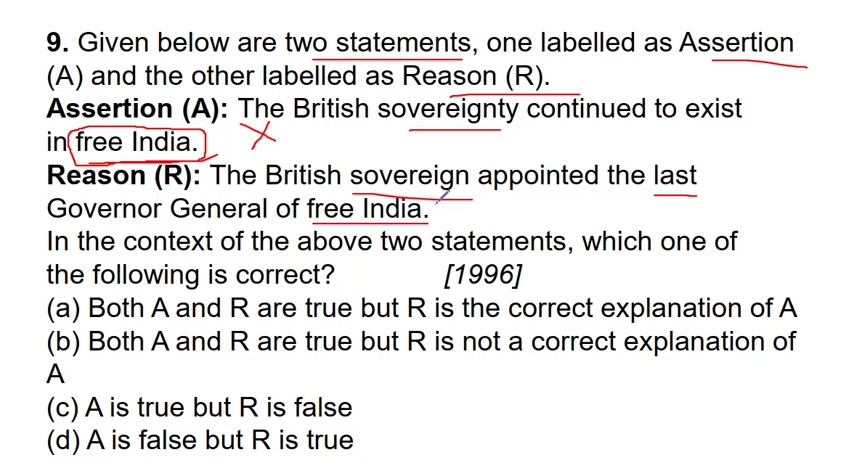 9. Given below are two statements, one labelled as Assertion
(A) and the other labelled as Reason (R).
Assertion (A): The British sovereignty continued to exist
in free India.
Reason (R): The British sovereign appointed the last
Governor General of free India.
In the context of the above two statements, which one of
the following is correct? [1996]
(a) Both A and R are true but R is the correct explanation of A
(b) Both A and R are true but R is not a correct explanation of
A
(c) A is true but R is false
(d) A is false but R is true